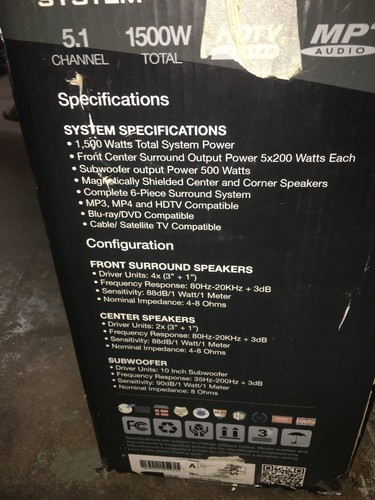 SYSTEM
5.1 1500W HDTV MP
CHANNEL TOTAL AUDIO
Specifications
SYSTEM SPECIFICATIONS
• 1,500 Watts Total System Power
• Front Center Surround Output Power 5x200 Watts Each
• Subwoofer output Power 500 Watts
• Magnetically Shielded Center and Corner Speakers
• Complete 6-Piece Surround System
• MP3, MP4 and HDTV Compatible
• Blu-ray/DVD Compatible
• Cable/ Satellite TV Compatible
Configuration
FRONT SURROUND SPEAKERS
• Driver Units: 4x (3" + 1")
• Frequency Response: 80Hz-20KHz + 3dB
• Sensitivity: 88dB/1 Watt/1 Meter
• Nominal Impedance: 4-8 Ohms
CENTER SPEAKERS
• Driver Units: 2x (3" + 1")
• Frequency Response: 80Hz-20KHz + 3dB
• Sensitivity: 88dB/1 Watt/1 Meter
• Nominal Impedance: 4-8 Ohms
SUBWOOFER
• Driver Units: 10 Inch Subwoofer
• Frequency Response: 35Hz-200Hz + 3dB
• Sensitivity: 90dB/1 Watt/1 Meter
• Nominal Impedance: 8 Ohms
FC 3
A